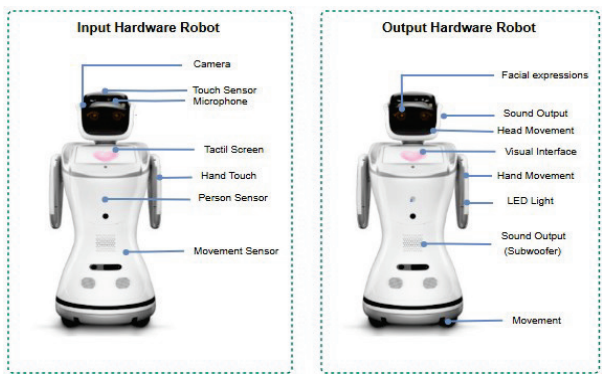 Input Hardware Robot
Camera
Touch Sensor
Microphone
Tactil Screen
Hand Touch
Person Sensor
Movement Sensor
Output Hardware Robot
Facial expressions
Sound Output
Head Movement
Visual Interface
Hand Movement
LED Light
Sound Output
(Subwoofer)
Movement